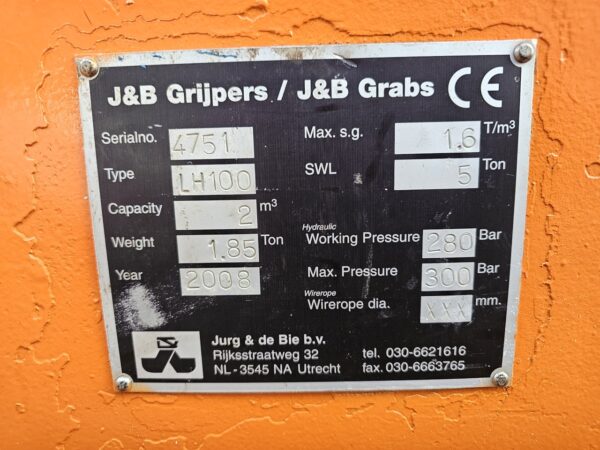 J&B Grijpers / J&B Grabs CE
Serialno. 4751
Type LH100
Capacity 2 m³
Weight 1.85 Ton
Year 2008
Max. s.g. 1.6 T/m³
SWL 5 Ton
Hydraulic
Working Pressure 280 Bar
Max. Pressure 300 Bar
Wirerope
Wirerope dia. XXX mm.
Jurg & de Bie b.v.
Rijksstraatweg 32
NL - 3545 NA Utrecht
tel. 030-6621616
fax. 030-6663765